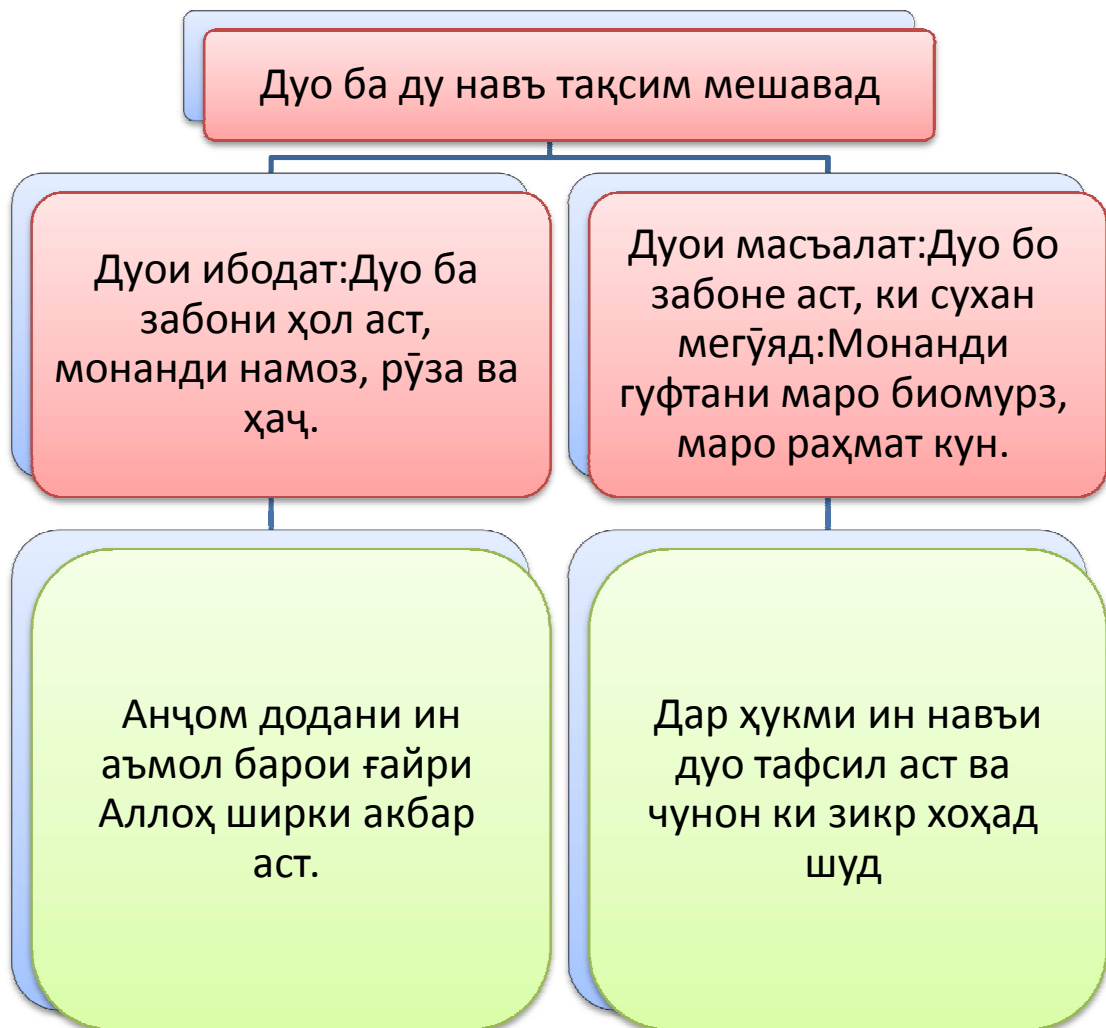 Дуо ба ду навъ тақсим мешавад
Дуои ибодат:Дуо ба
забони ҳол аст,
монанди намоз, рӯза ва
ҳаҷ.
Дуои масъалат:Дуо бо
забоне аст, ки сухан
мегӯяд:Монанди
гуфтани маро биомурз,
маро раҳмат кун.
Анҷом додани ин
аъмол барои ғайри
Аллоҳ ширки акбар
аст.
Дар ҳукми ин навъи
дуо тафсил аст ва
чунон ки зикр хоҳад
шуд